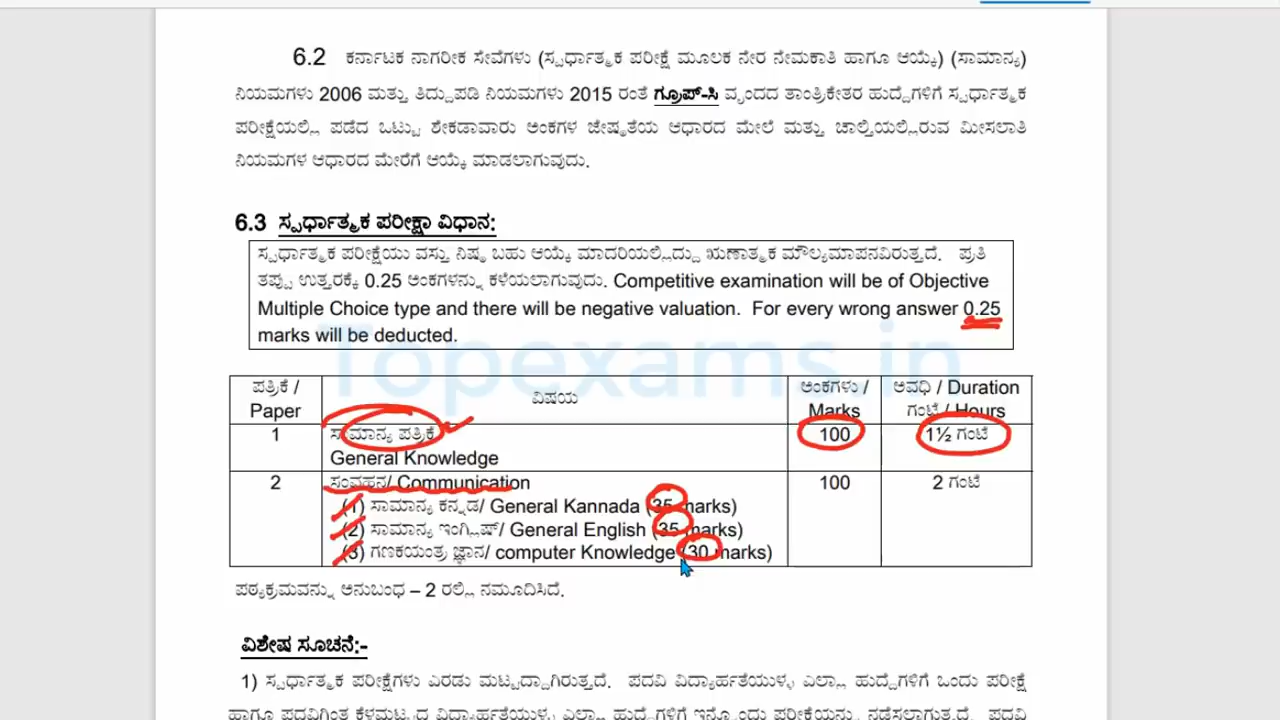 6.2 ಕರ್ನಾಟಕ ನಾಗರೀಕ ಸೇವೆಗಳು (ಸ್ಪರ್ಧಾತ್ಮಕ ಪರೀಕ್ಷೆ ಮೂಲಕ ನೇರ ನೇಮಕಾತಿ ಹಾಗೂ ಆಯ್ಕೆ) (ಸಾಮಾನ್ಯ)
ನಿಯಮಗಳು 2006 ಮತ್ತು ತಿದ್ದುಪಡಿ ನಿಯಮಗಳು 2015 ರಂತೆ ಗ್ರೂಪ್-ಸಿ ವೃಂದದ ತಾಂತ್ರಿಕೇತರ ಹುದ್ದೆಗಳಿಗೆ ಸ್ಪರ್ಧಾತ್ಮಕ
ಪರೀಕ್ಷೆಯಲ್ಲಿ ಪಡೆದ ಒಟ್ಟು ಶೇಕಡಾವಾರು ಅಂಕಗಳ ಜೇಷ್ಠತೆಯ ಆಧಾರದ ಮೇಲೆ ಮತ್ತು ಚಾಲ್ತಿಯಲ್ಲಿರುವ ಮೀಸಲಾತಿ
ನಿಯಮಗಳ ಆಧಾರದ ಮೇರೆಗೆ ಆಯ್ಕೆ ಮಾಡಲಾಗುವುದು.
6.3 ಸ್ಪರ್ಧಾತ್ಮಕ ಪರೀಕ್ಷಾ ವಿಧಾನ:
ಸ್ಪರ್ಧಾತ್ಮಕ ಪರೀಕ್ಷೆಯು ವಸ್ತು ನಿಷ್ಠ ಬಹು ಆಯ್ಕೆ ಮಾದರಿಯಲ್ಲಿದ್ದು ಋಣಾತ್ಮಕ ಮೌಲ್ಯಮಾಪನವಿರುತ್ತದೆ. ಪ್ರತಿ
ತಪ್ಪು ಉತ್ತರಕ್ಕೆ 0.25 ಅಂಕಗಳನ್ನು ಕಳೆಯಲಾಗುವುದು. Competitive examination will be of Objective
Multiple Choice type and there will be negative valuation. For every wrong answer 0.25
marks will be deducted.
Topexams.in
ಪತ್ರಿಕೆ / Paper ವಿಷಯ ಅಂಕಗಳು / Marks ಅವಧಿ / Duration ಗಂಟೆ / Hours
1 ಸಾಮಾನ್ಯ ಪತ್ರಿಕೆ 100 1½ ಗಂಟೆ
General Knowledge
2 ಸಂವಹನ/ Communication 100 2 ಗಂಟೆ
(1) ಸಾಮಾನ್ಯ ಕನ್ನಡ/ General Kannada (35 marks)
(2) ಸಾಮಾನ್ಯ ಇಂಗ್ಲಿಷ್/ General English (35 marks)
(3) ಗಣಕಯಂತ್ರ ಜ್ಞಾನ/ computer Knowledge (30 marks)
ಪಠ್ಯಕ್ರಮವನ್ನು ಅನುಬಂಧ – 2 ರಲ್ಲಿ ನಮೂದಿಸಿದೆ.
ವಿಶೇಷ ಸೂಚನೆ:-
1) ಸ್ಪರ್ಧಾತ್ಮಕ ಪರೀಕ್ಷೆಗಳು ಎರಡು ಮಟ್ಟದ್ದಾಗಿರುತ್ತದೆ. ಪದವಿ ವಿದ್ಯಾರ್ಹತೆಯುಳ್ಳ ಎಲ್ಲಾ ಹುದ್ದೆಗಳಿಗೆ ಒಂದು ಪರೀಕ್ಷೆ
ಹಾಗೂ ಪದವಿಗಿಂತ ಕೆಳಮಟ್ಟದ ವಿದ್ಯಾರ್ಹತೆಯುಳ್ಳ ಎಲ್ಲಾ ಹುದ್ದೆಗಳಿಗೆ ಇನ್ನೊಂದು ಪರೀಕ್ಷೆಯನ್ನು ನಡೆಸಲಾಗುತ್ತದೆ. ಪದವಿ